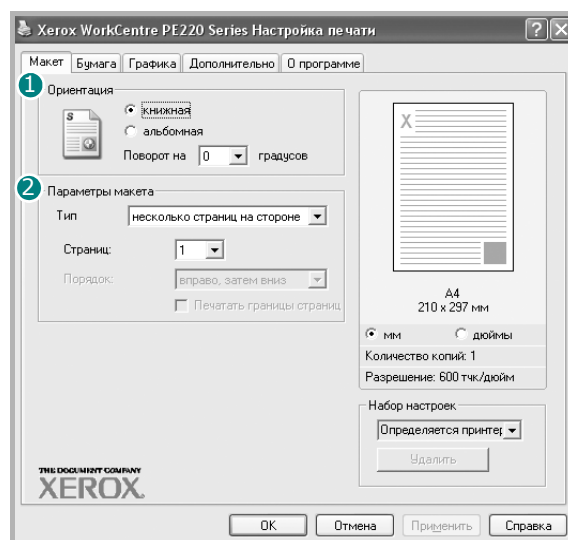 Xerox WorkCentre PE220 Series Настройка печати
Макет Бумага Графика Дополнительно О программе
1
Ориентация
книжная
альбомная
Поворот на 0 градусов
2
Параметры макета
Тип несколько страниц на стороне
Страниц: 1
Порядок: вправо, затем вниз
Печатать границы страниц
S
X
A4
210 x 297 мм
мм дюймы
Количество копий: 1
Разрешение: 600 тчк/дюйм
Набор настроек
Определяется принтер
Удалить
THE DOCUMENT COMPANY
XEROX.
OK Отмена Применить Справка